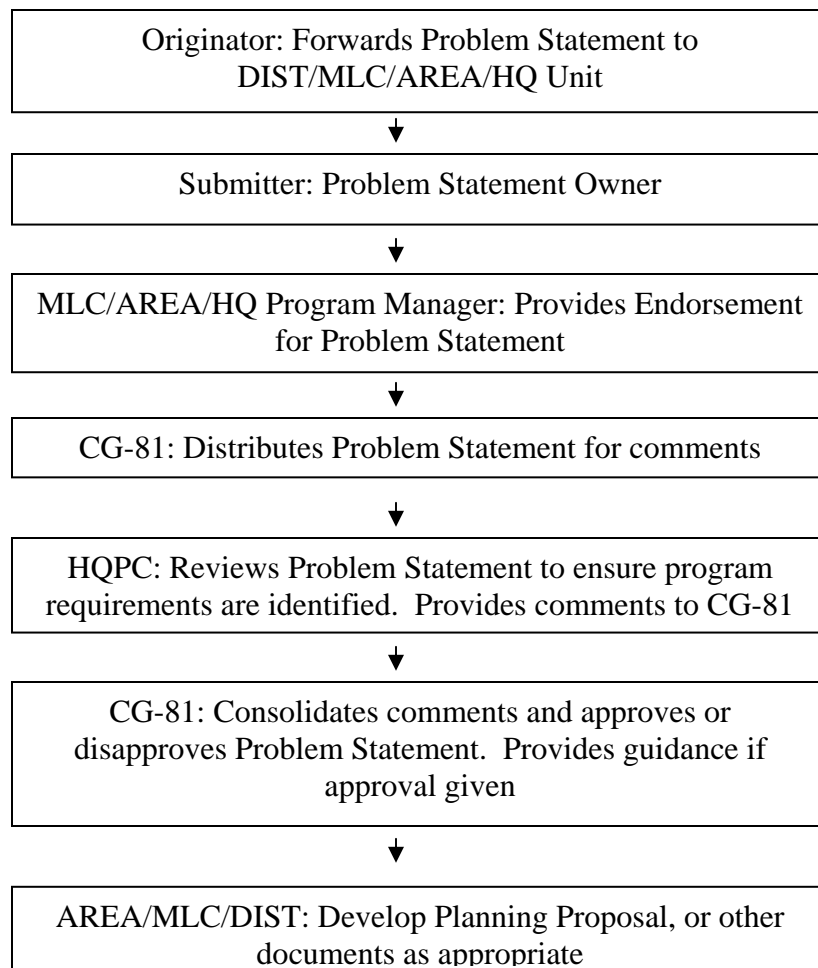 Originator: Forwards Problem Statement to
DIST/MLC/AREA/HQ Unit
Submitter: Problem Statement Owner
MLC/AREA/HQ Program Manager: Provides Endorsement
for Problem Statement
CG-81: Distributes Problem Statement for comments
HQPC: Reviews Problem Statement to ensure program
requirements are identified.  Provides comments to CG-81
CG-81: Consolidates comments and approves or
disapproves Problem Statement.  Provides guidance if
approval given
AREA/MLC/DIST: Develop Planning Proposal, or other
documents as appropriate